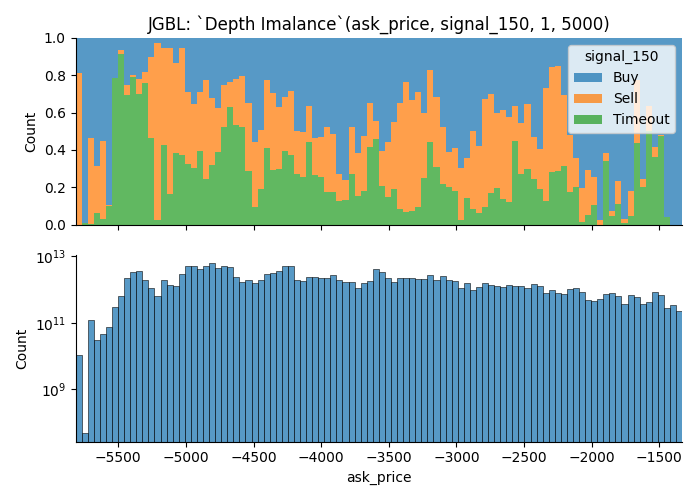 JGBL: `Depth Imalance`(ask_price, signal_150, 1, 5000)
Count
1.0
0.8
0.6
0.4
0.2
0.0
signal_150
Buy
Sell
Timeout
Count
10^13
10^11
10^9
−5500 −5000 −4500 −4000 −3500 −3000 −2500 −2000 −1500
ask_price